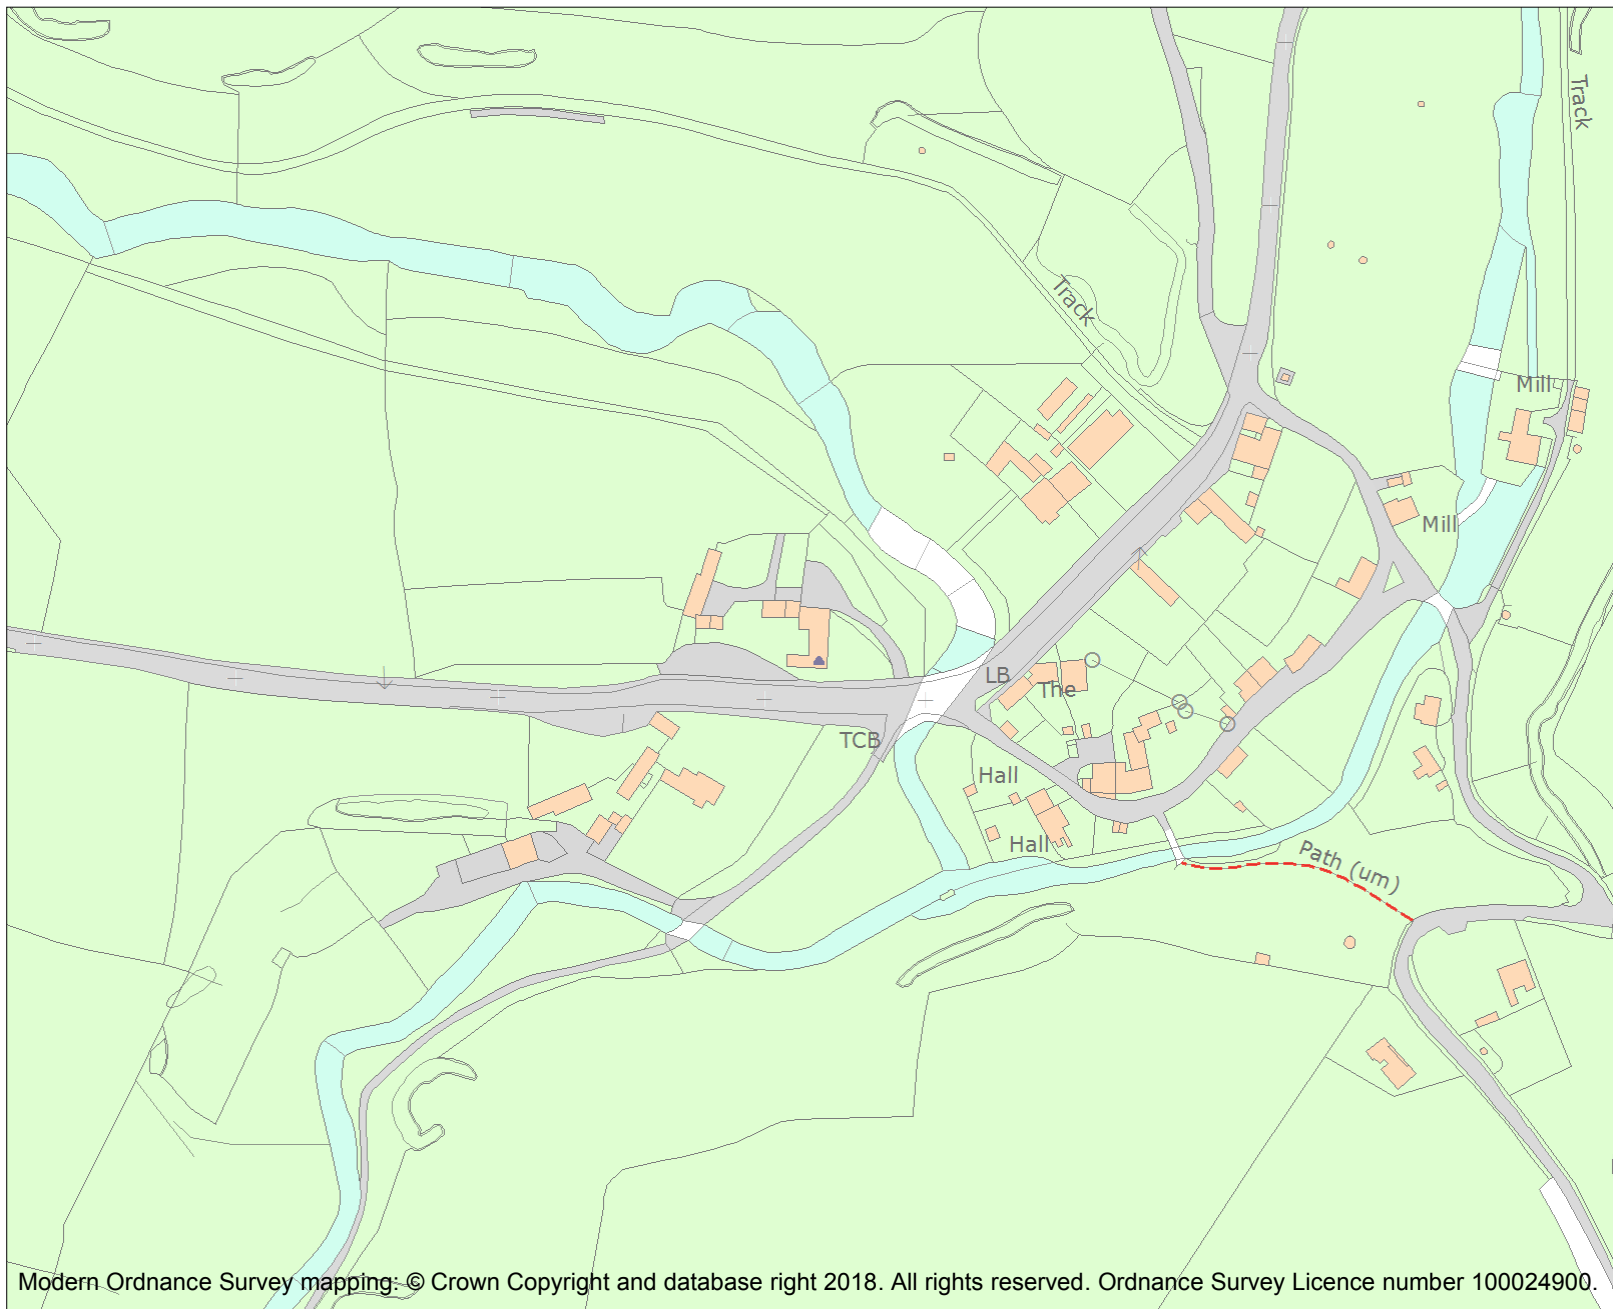 Track
Track
Mill
Mill
LB
The
TCB
Hall
Hall
Path (um)
Modern Ordnance Survey mapping: © Crown Copyright and database right 2018. All rights reserved. Ordnance Survey Licence number 100024900.